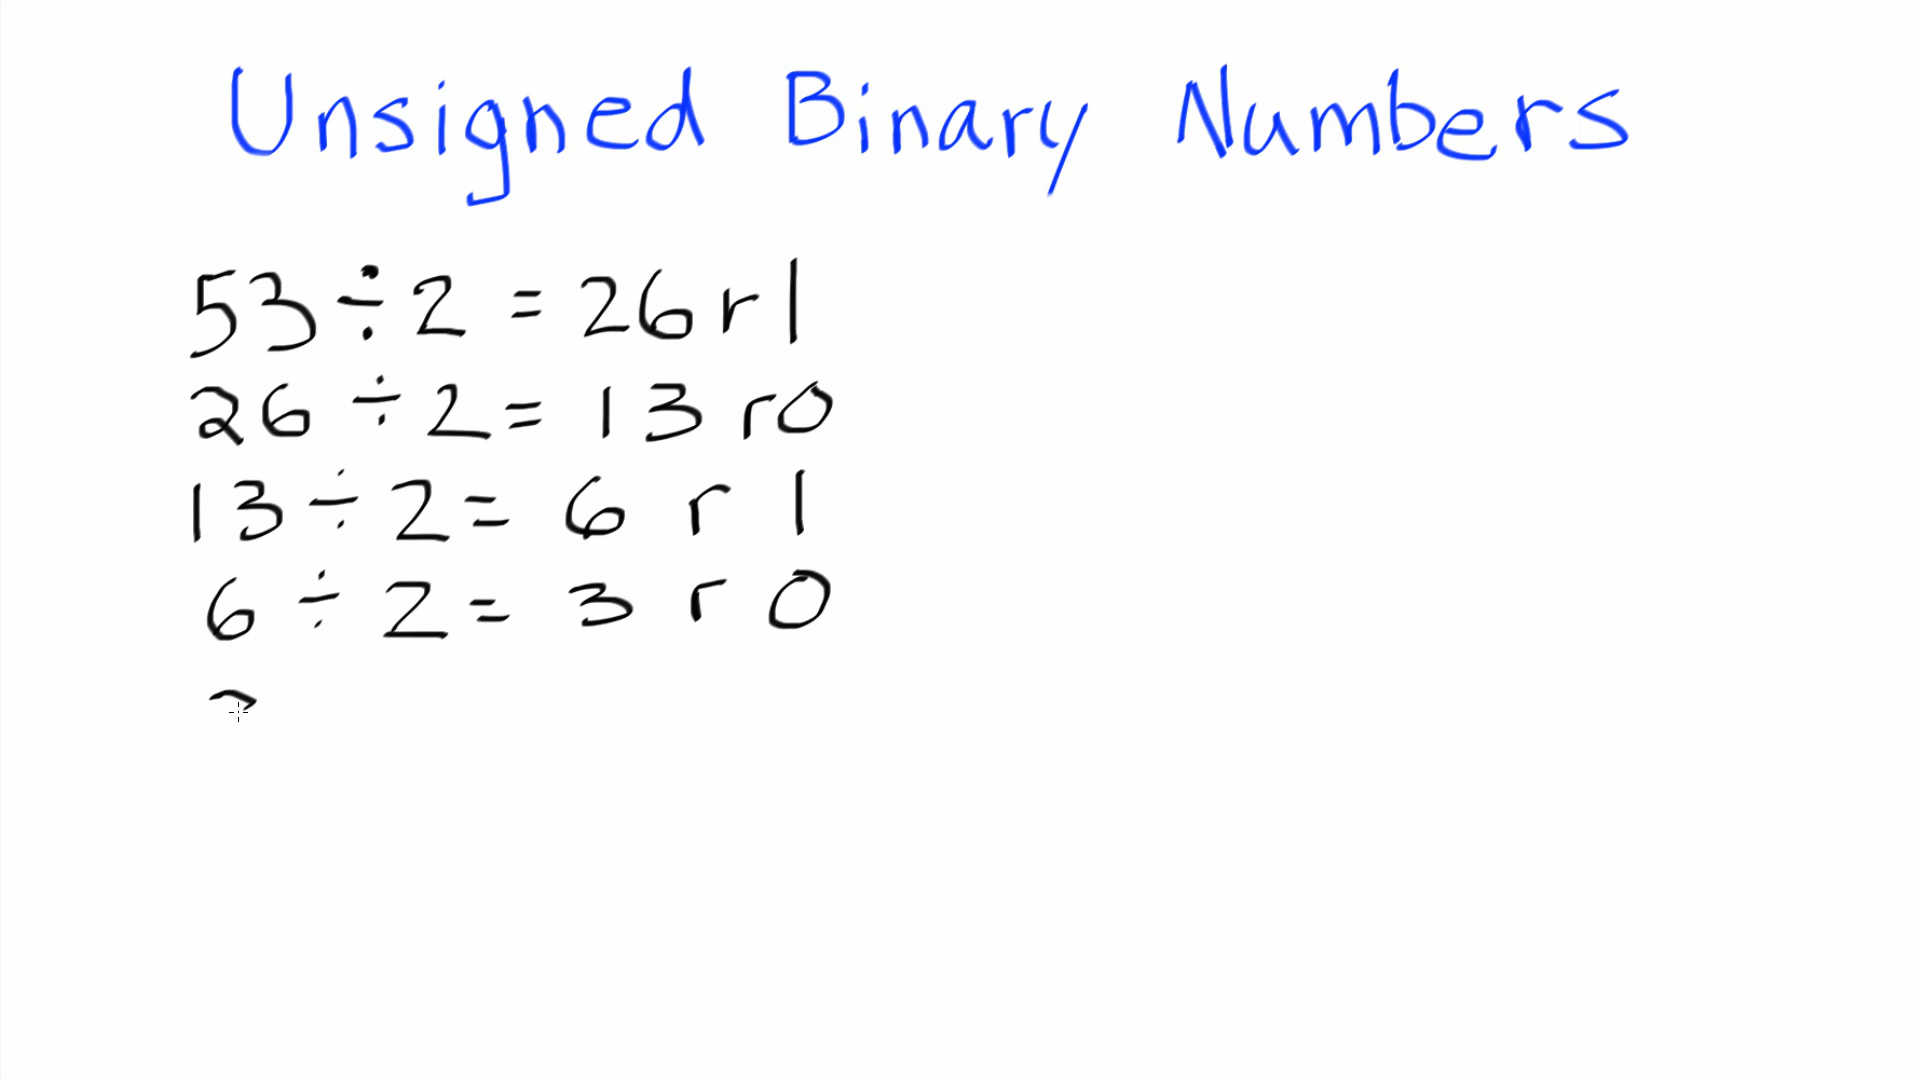 Unsigned Binary Numbers
53 ÷ 2 = 26 r 1
26 ÷ 2 = 13 r 0
13 ÷ 2 = 6 r 1
6 ÷ 2 = 3 r 0